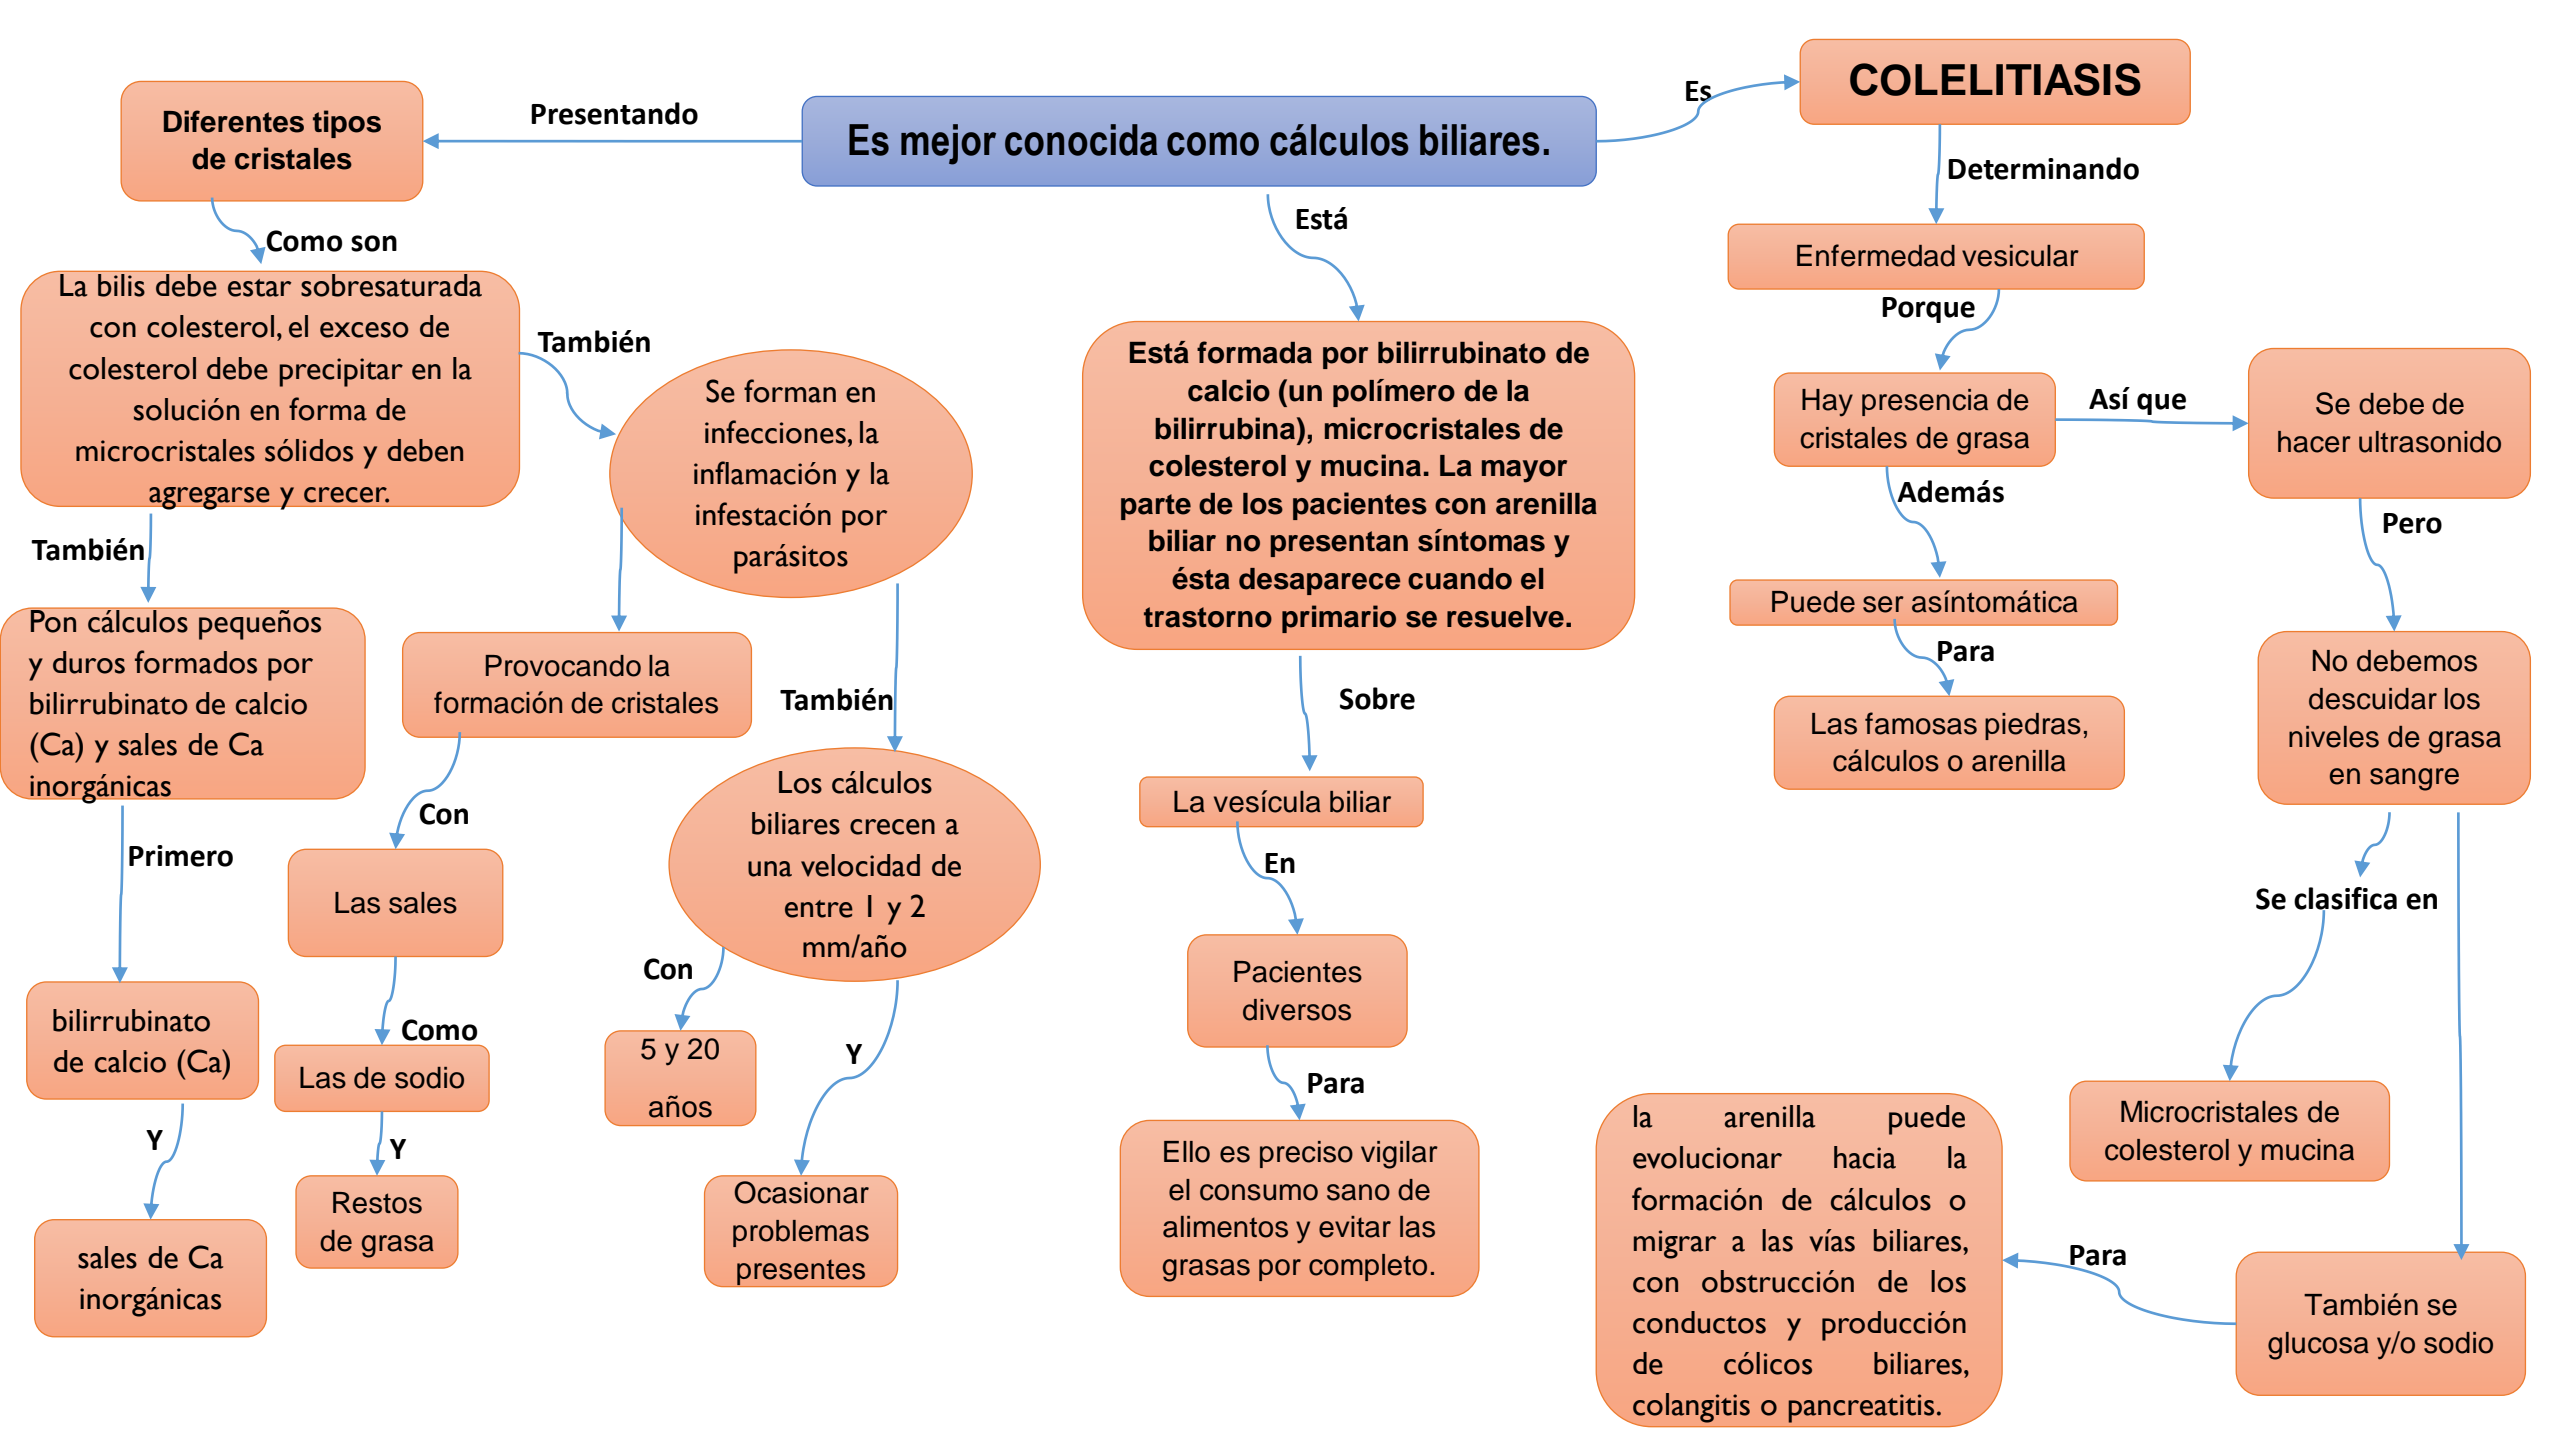 COLELITIASIS
Es
Es mejor conocida como cálculos biliares.
Presentando
Diferentes tipos
de cristales
Como son
La bilis debe estar sobresaturada
con colesterol, el exceso de
colesterol debe precipitar en la
solución en forma de
microcristales sólidos y deben
agregarse y crecer.
También
Pon cálculos pequeños
y duros formados por
bilirrubinato de calcio
(Ca) y sales de Ca
inorgánicas
Primero
bilirrubinato
de calcio (Ca)
Y
sales de Ca
inorgánicas
También
Se forman en
infecciones, la
inflamación y la
infestación por
parásitos
Provocando la
formación de cristales
Con
Las sales
Como
Las de sodio
Y
Restos
de grasa
También
Los cálculos
biliares crecen a
una velocidad de
entre 1 y 2
mm/año
Con
5 y 20
años
Y
Ocasionar
problemas
presentes
Está
Está formada por bilirrubinato de
calcio (un polímero de la
bilirrubina), microcristales de
colesterol y mucina. La mayor
parte de los pacientes con arenilla
biliar no presentan síntomas y
ésta desaparece cuando el
trastorno primario se resuelve.
Sobre
La vesícula biliar
En
Pacientes
diversos
Para
Ello es preciso vigilar
el consumo sano de
alimentos y evitar las
grasas por completo.
Determinando
Enfermedad vesicular
Porque
Hay presencia de
cristales de grasa
Además
Puede ser asíntomática
Para
Las famosas piedras,
cálculos o arenilla
Así que
Se debe de
hacer ultrasonido
Pero
No debemos
descuidar los
niveles de grasa
en sangre
Se clasifica en
Microcristales de
colesterol y mucina
También se
glucosa y/o sodio
Para
la arenilla puede
evolucionar hacia la
formación de cálculos o
migrar a las vías biliares,
con obstrucción de los
conductos y producción
de cólicos biliares,
colangitis o pancreatitis.